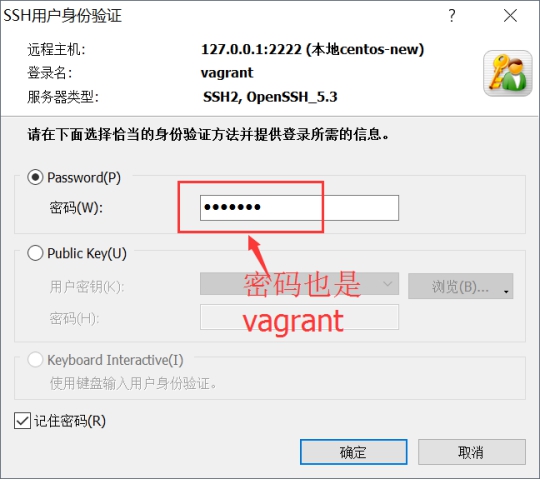 SSH用户身份验证
远程主机: 127.0.0.1:2222 (本地centos-new)
登录名: vagrant
服务器类型: SSH2, OpenSSH_5.3
请在下面选择恰当的身份验证方法并提供登录所需的信息。
Password(P)
密码(W): •••••••
Public Key(U)
用户密钥(K): 浏览(B)...
密码(H):
密码也是
vagrant
Keyboard Interactive(I)
使用键盘输入用户身份验证。
记住密码(R)
确定 取消